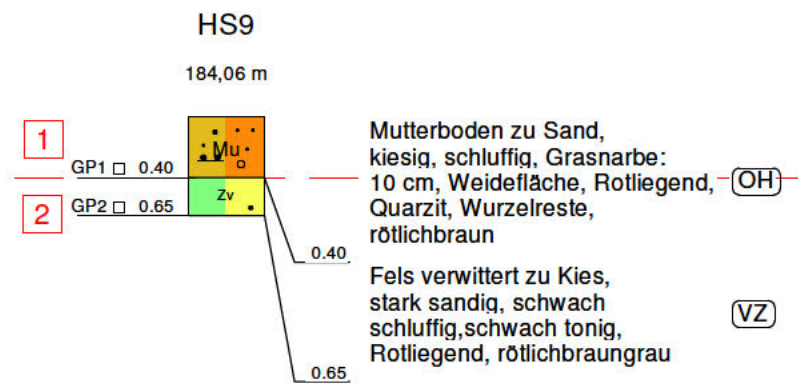 HS9
184,06 m
1
Mu
GP1 0.40
Mutterboden zu Sand,
kiesig, schluffig, Grasnarbe:
10 cm, Weidefläche, Rotliegend,
Quarzit, Wurzelreste,
rötlichbraun
OH
0.40
2
Zv
GP2 0.65
Fels verwittert zu Kies,
stark sandig, schwach
schluffig,schwach tonig,
Rotliegend, rötlichbraungrau
VZ
0.65